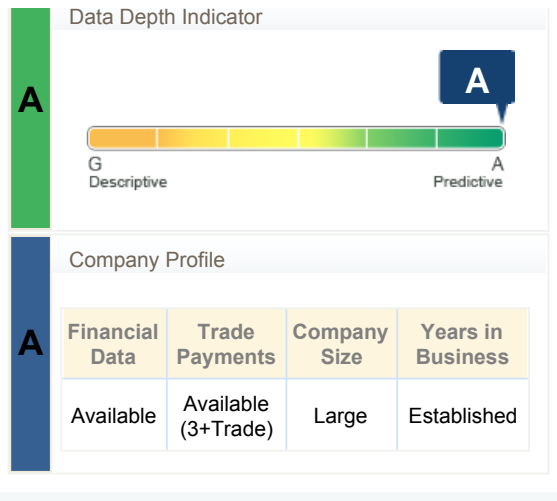 Data Depth Indicator
A
A
G
A
Descriptive
Predictive
Company Profile
A
Financial Data
Trade Payments
Company Size
Years in Business
Available
Available (3+Trade)
Large
Established